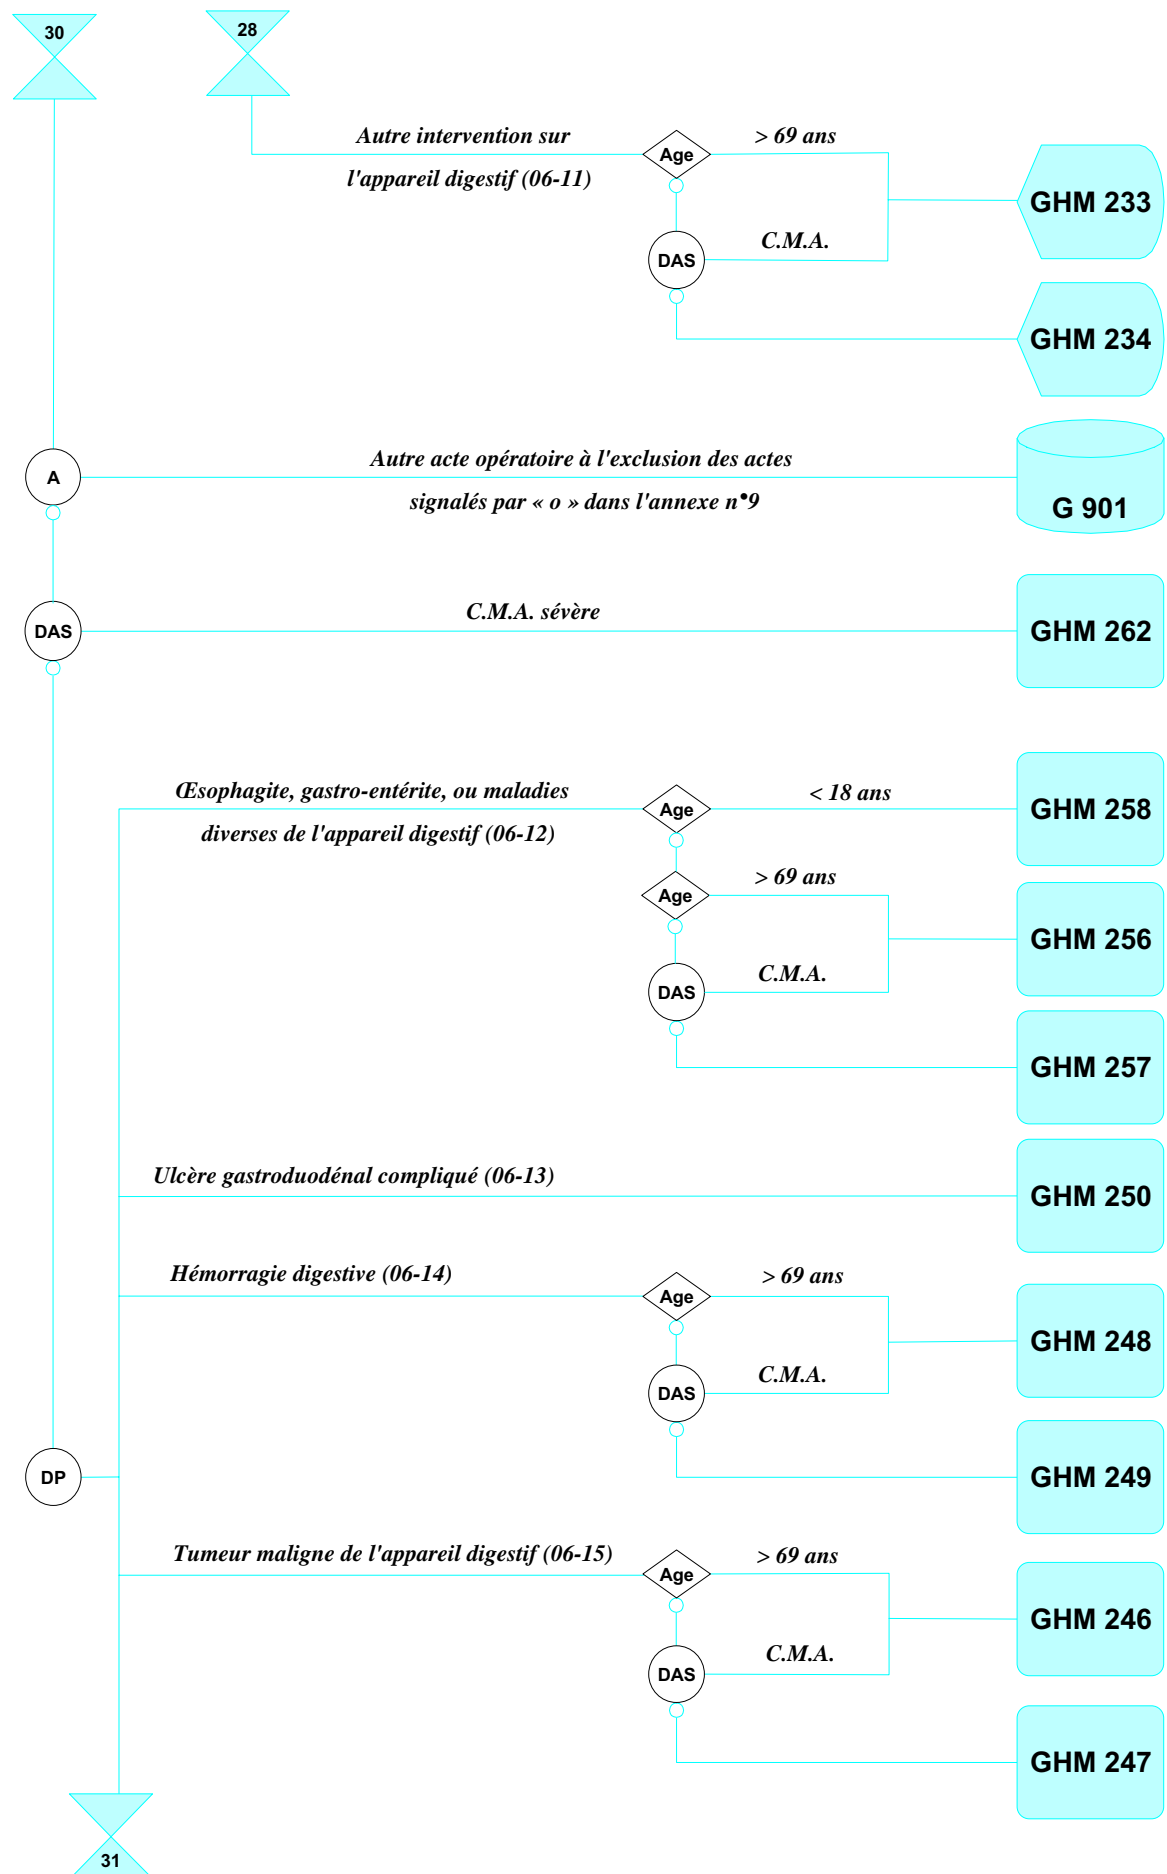 30
28
Autre intervention sur
l'appareil digestif (06-11)
Age
> 69 ans
GHM 233
DAS
C.M.A.
GHM 234
A
Autre acte opératoire à l'exclusion des actes
signalés par « o » dans l'annexe n•9
G 901
DAS
C.M.A. sévère
GHM 262
Œsophagite, gastro-entérite, ou maladies
diverses de l'appareil digestif (06-12)
Age
< 18 ans
GHM 258
Age
> 69 ans
GHM 256
DAS
C.M.A.
GHM 257
Ulcère gastroduodénal compliqué (06-13)
GHM 250
Hémorragie digestive (06-14)
Age
> 69 ans
GHM 248
DAS
C.M.A.
GHM 249
DP
Tumeur maligne de l'appareil digestif (06-15)
Age
> 69 ans
GHM 246
DAS
C.M.A.
GHM 247
31